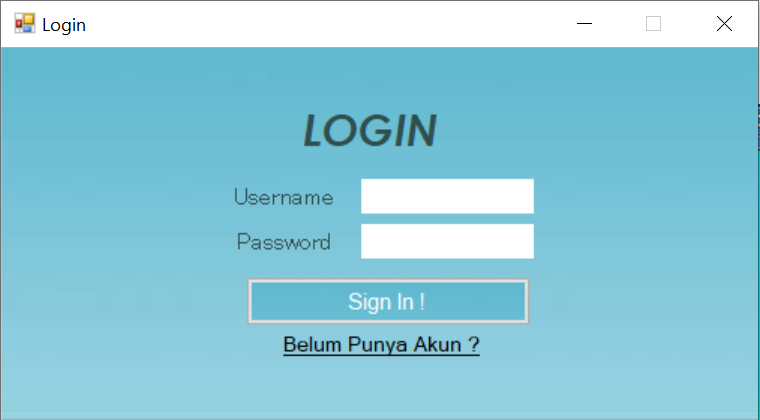 Login
LOGIN
Username
Password
Sign In !
Belum Punya Akun ?